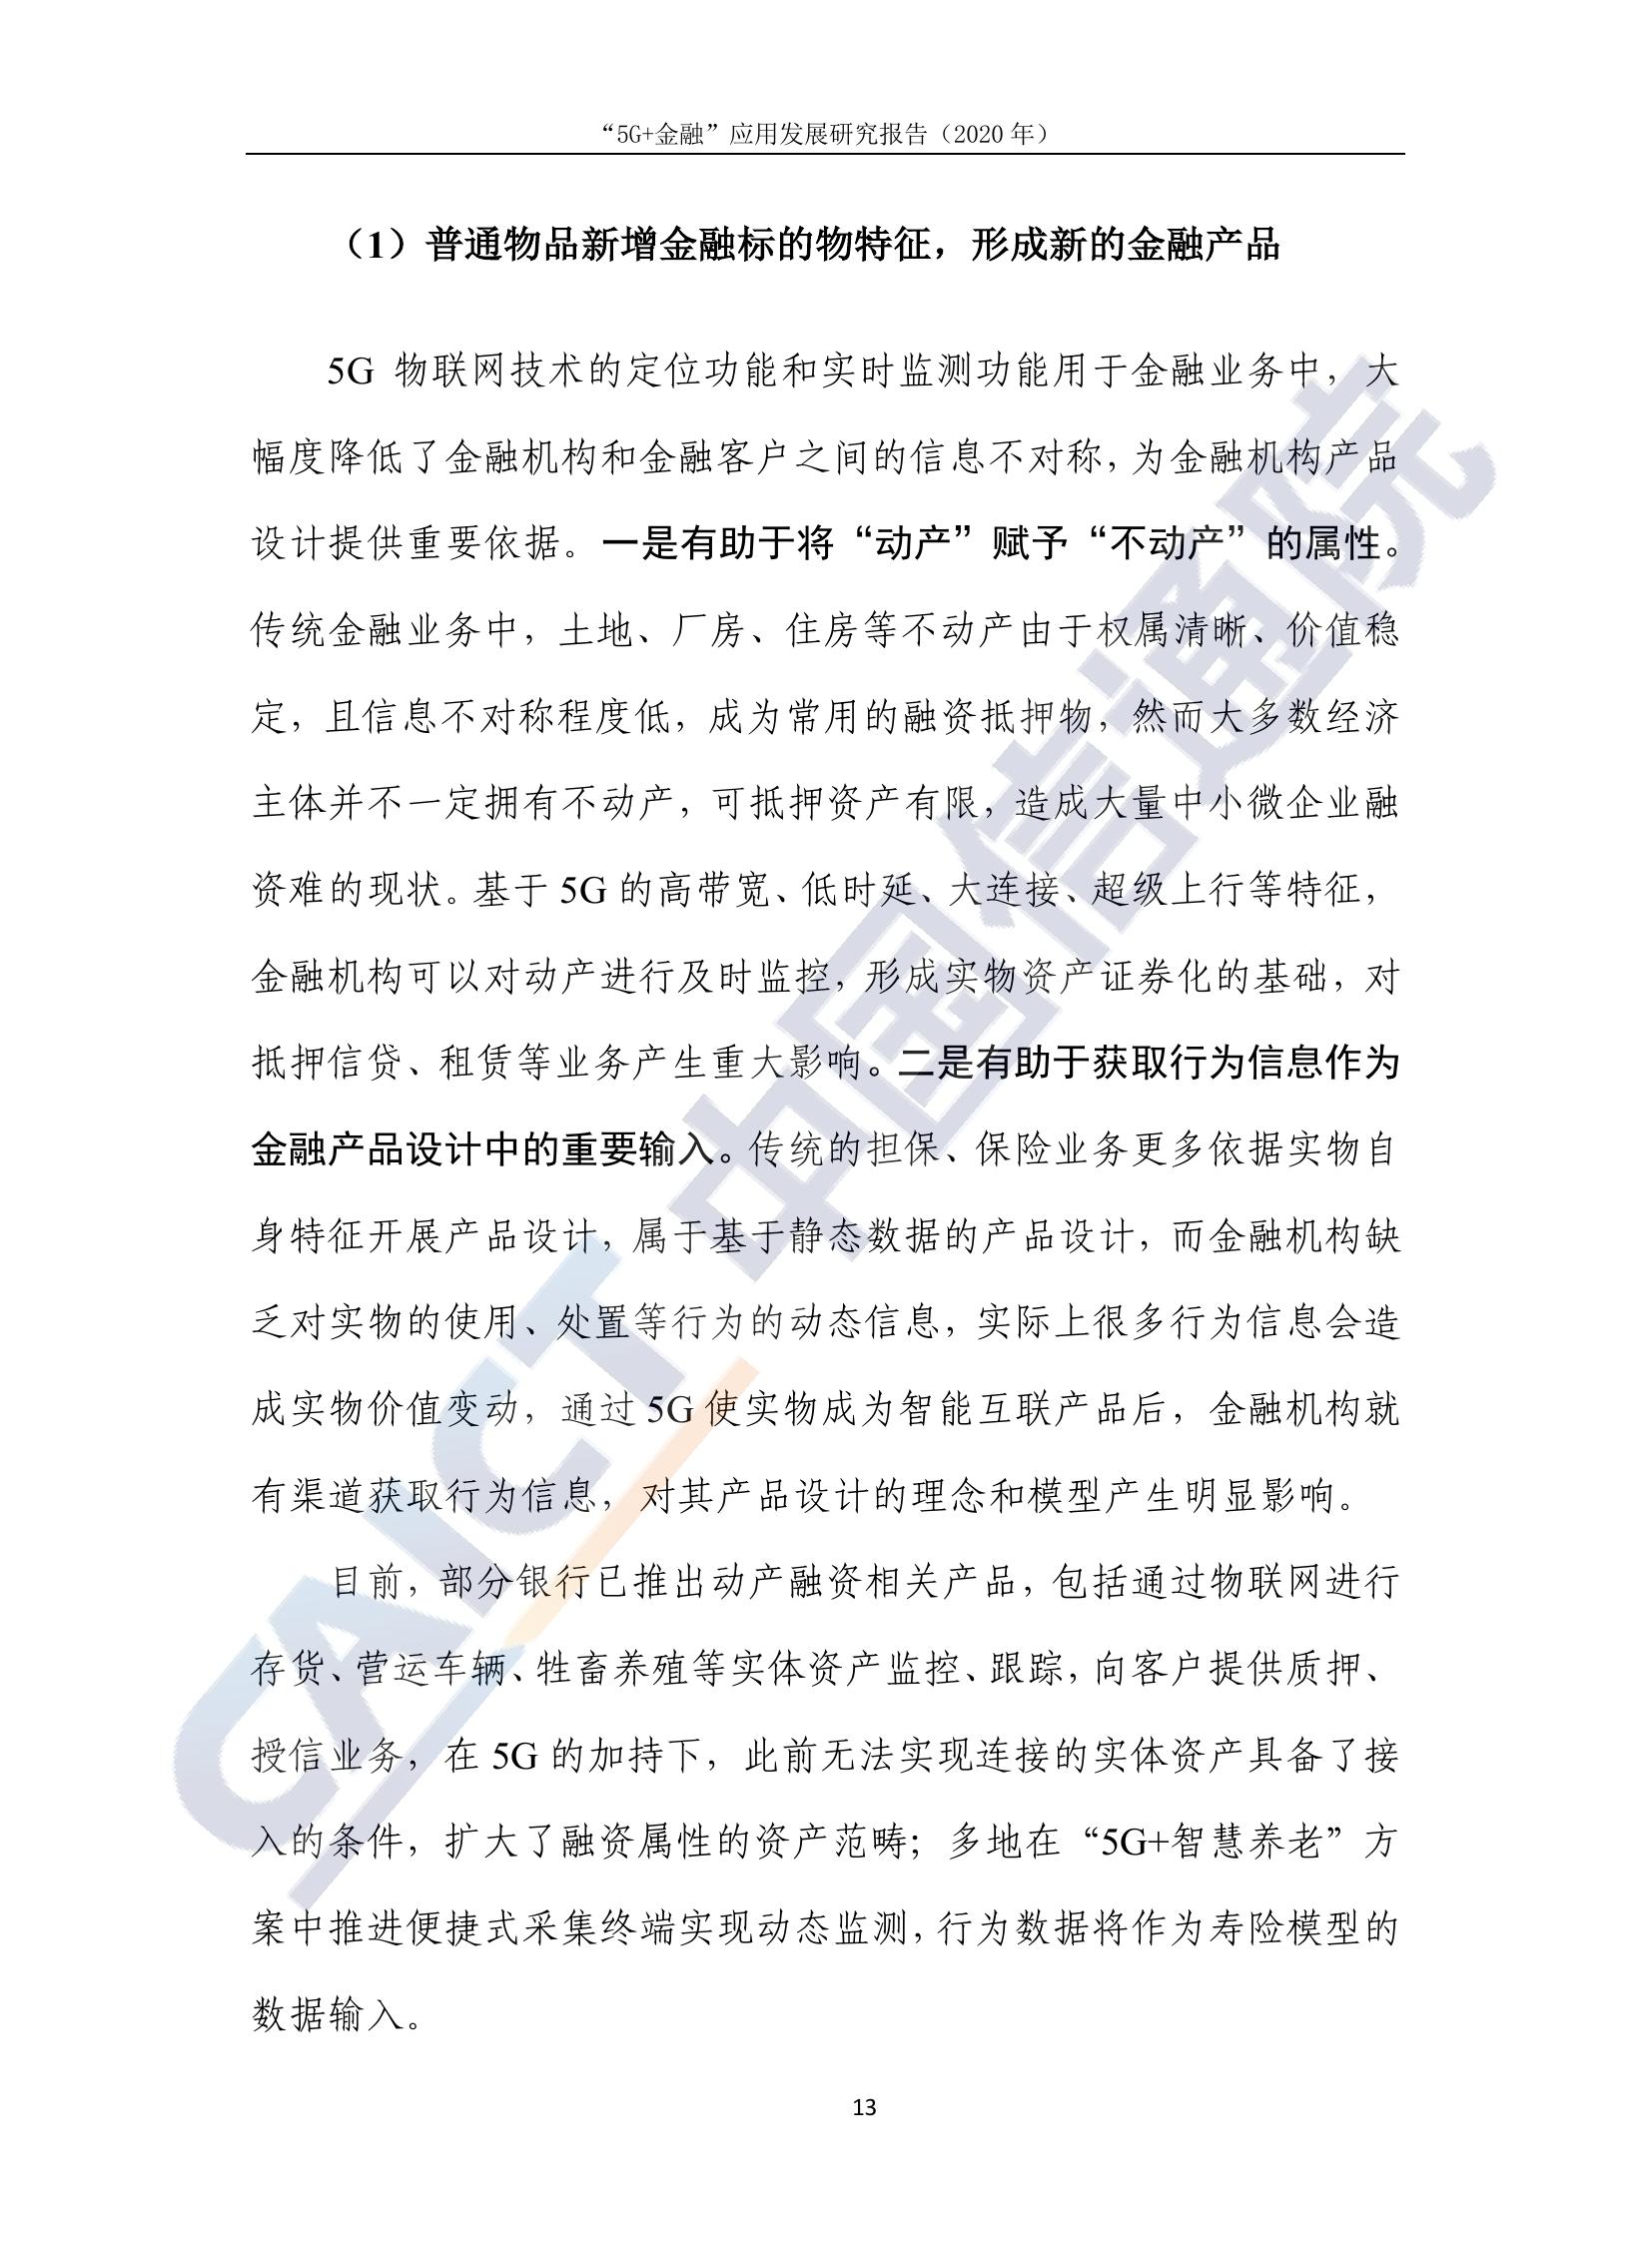 “5G+金融”应用发展研究报告（2020 年）
（1）普通物品新增金融标的物特征，形成新的金融产品
5G 物联网技术的定位功能和实时监测功能用于金融业务中，大
幅度降低了金融机构和金融客户之间的信息不对称，为金融机构产品
设计提供重要依据。一是有助于将“动产”赋予“不动产”的属性。
传统金融业务中，土地、厂房、住房等不动产由于权属清晰、价值稳
定，且信息不对称程度低，成为常用的融资抵押物，然而大多数经济
主体并不一定拥有不动产，可抵押资产有限，造成大量中小微企业融
资难的现状。基于 5G 的高带宽、低时延、大连接、超级上行等特征，
金融机构可以对动产进行及时监控，形成实物资产证券化的基础，对
抵押信贷、租赁等业务产生重大影响。二是有助于获取行为信息作为
金融产品设计中的重要输入。传统的担保、保险业务更多依据实物自
身特征开展产品设计，属于基于静态数据的产品设计，而金融机构缺
乏对实物的使用、处置等行为的动态信息，实际上很多行为信息会造
成实物价值变动，通过 5G 使实物成为智能互联产品后，金融机构就
有渠道获取行为信息，对其产品设计的理念和模型产生明显影响。
目前，部分银行已推出动产融资相关产品，包括通过物联网进行
存货、营运车辆、牲畜养殖等实体资产监控、跟踪，向客户提供质押、
授信业务，在 5G 的加持下，此前无法实现连接的实体资产具备了接
入的条件，扩大了融资属性的资产范畴；多地在“5G+智慧养老”方
案中推进便捷式采集终端实现动态监测，行为数据将作为寿险模型的
数据输入。
13
CAICT 中国信通院